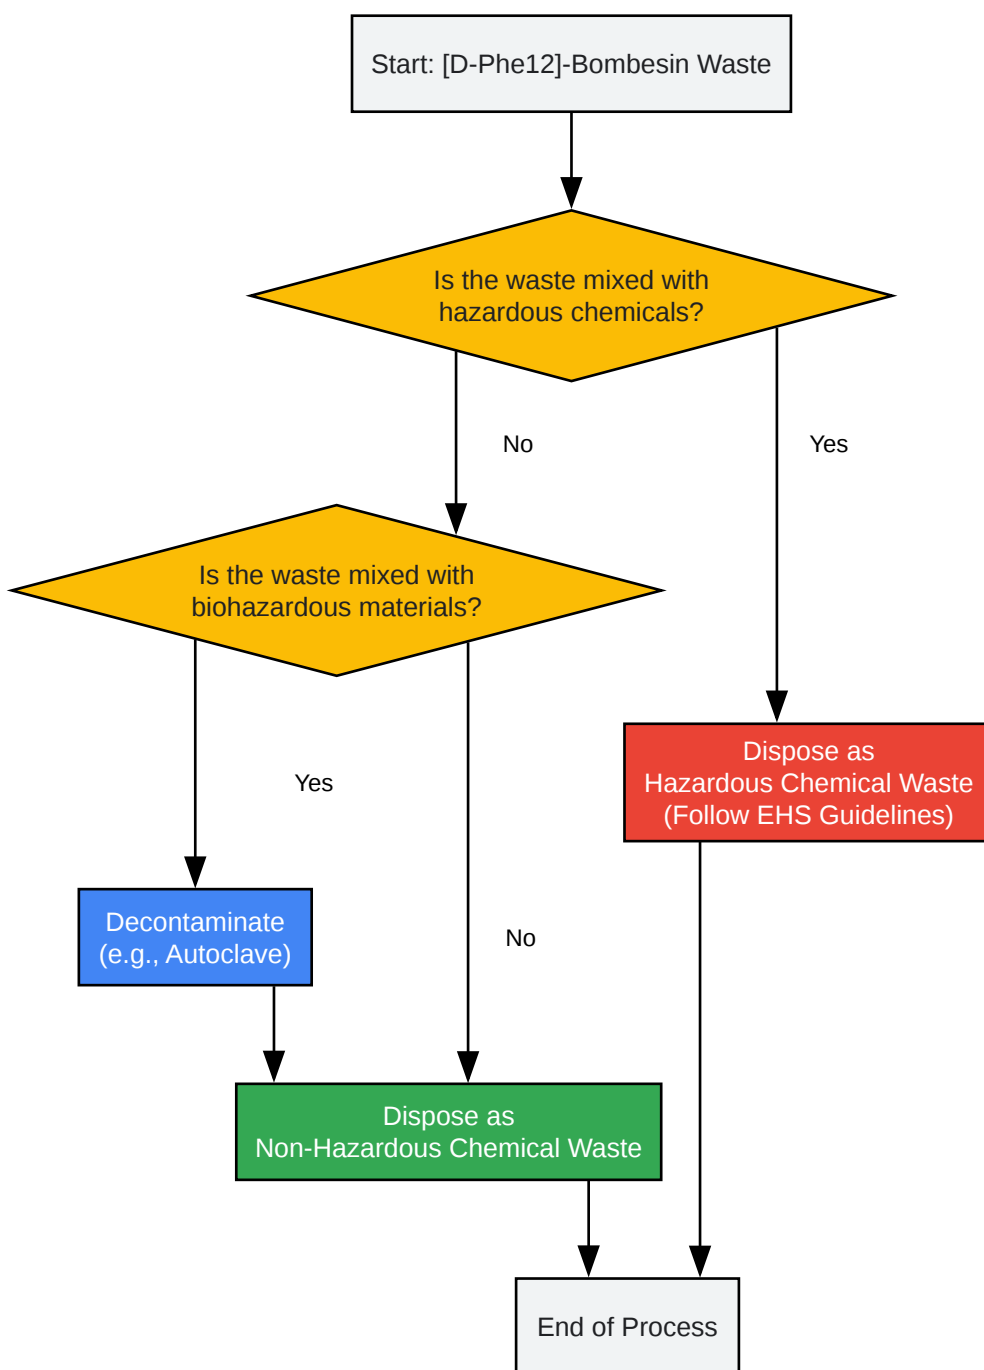 Start: [D-Phe12]-Bombesin Waste
Is the waste mixed with
hazardous chemicals?
No
Yes
Is the waste mixed with
biohazardous materials?
Dispose as
Hazardous Chemical Waste
(Follow EHS Guidelines)
Yes
Decontaminate
(e.g., Autoclave)
No
Dispose as
Non-Hazardous Chemical Waste
End of Process